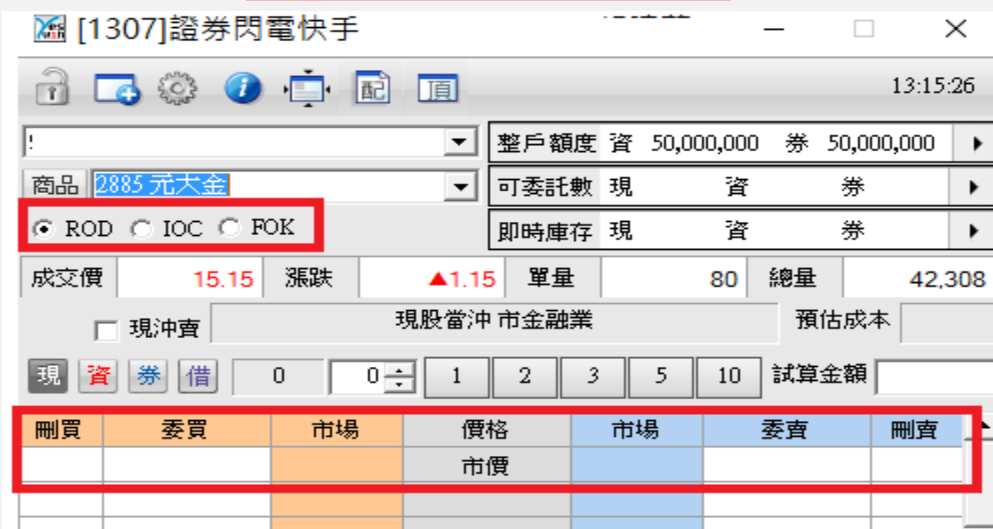 [1307]證券閃電快手
配 頂 13:15:26
! 整戶額度 資 50,000,000 券 50,000,000
商品 2885 元大金 可委託數 現 資 券
ROD IOC FOK 即時庫存 現 資 券
成交價 15.15 漲跌 ▲1.15 單量 80 總量 42,308
現沖賣 現股當沖 市金融業 預估成本
現 資 券 借 0 0 1 2 3 5 10 試算金額
刪買 委買 市場 價格 市場 委賣 刪賣
市價